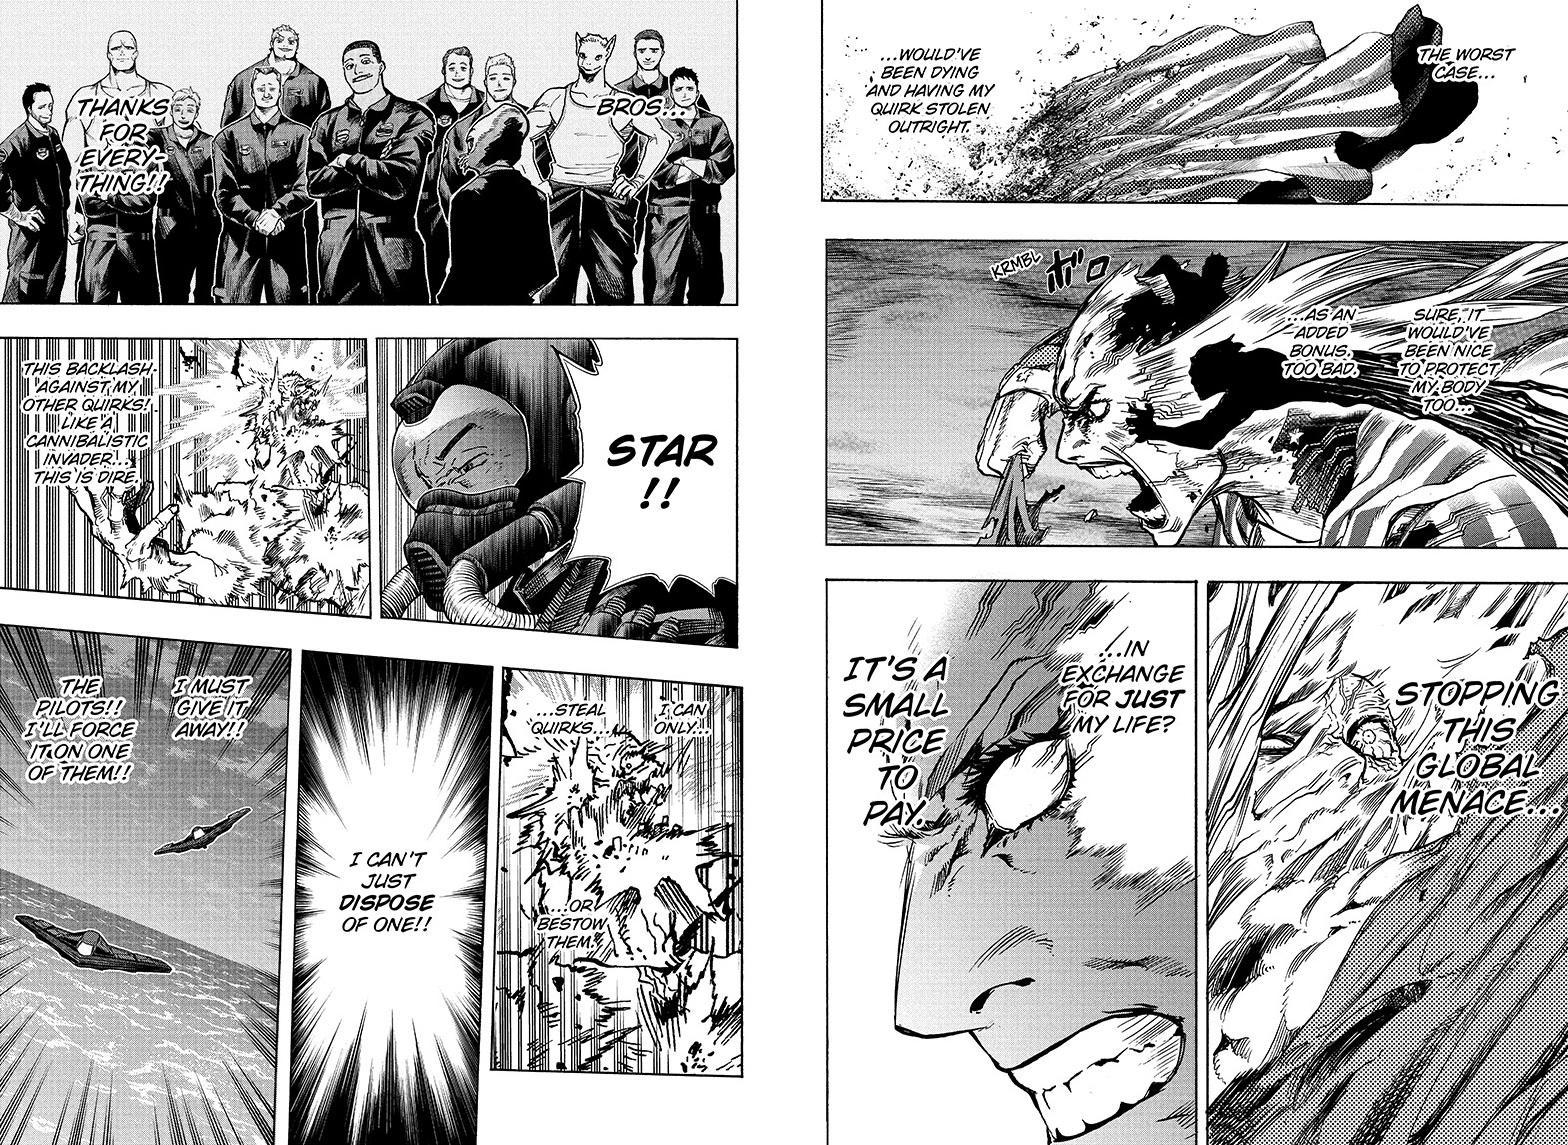 THE WORST
CASE...
...WOULD'VE
BEEN DYING
AND HAVING MY
QUIRK STOLEN
OUTRIGHT.
KRMBL
ボロ
SURE, IT
WOULD'VE
BEEN NICE
TO PROTECT
MY BODY
TOO...
...AS AN
ADDED
BONUS.
TOO BAD.
STOPPING
THIS
GLOBAL
MENACE...
...IN
EXCHANGE
FOR JUST
MY LIFE?
IT'S A
SMALL
PRICE
TO
PAY.
BROS...
THANKS
FOR
EVERY-
THING!!
STAR
!!
THIS BACKLASH
AGAINST MY
OTHER QUIRKS!
LIKE A
CANNIBALISTIC
INVADER...
THIS IS DIRE.
I CAN
ONLY...
...STEAL
QUIRKS...
...OR
BESTOW
THEM.
I CAN'T
JUST
DISPOSE
OF ONE!!
I MUST
GIVE IT
AWAY!!
THE
PILOTS!!
I'LL FORCE
IT ON ONE
OF THEM!!